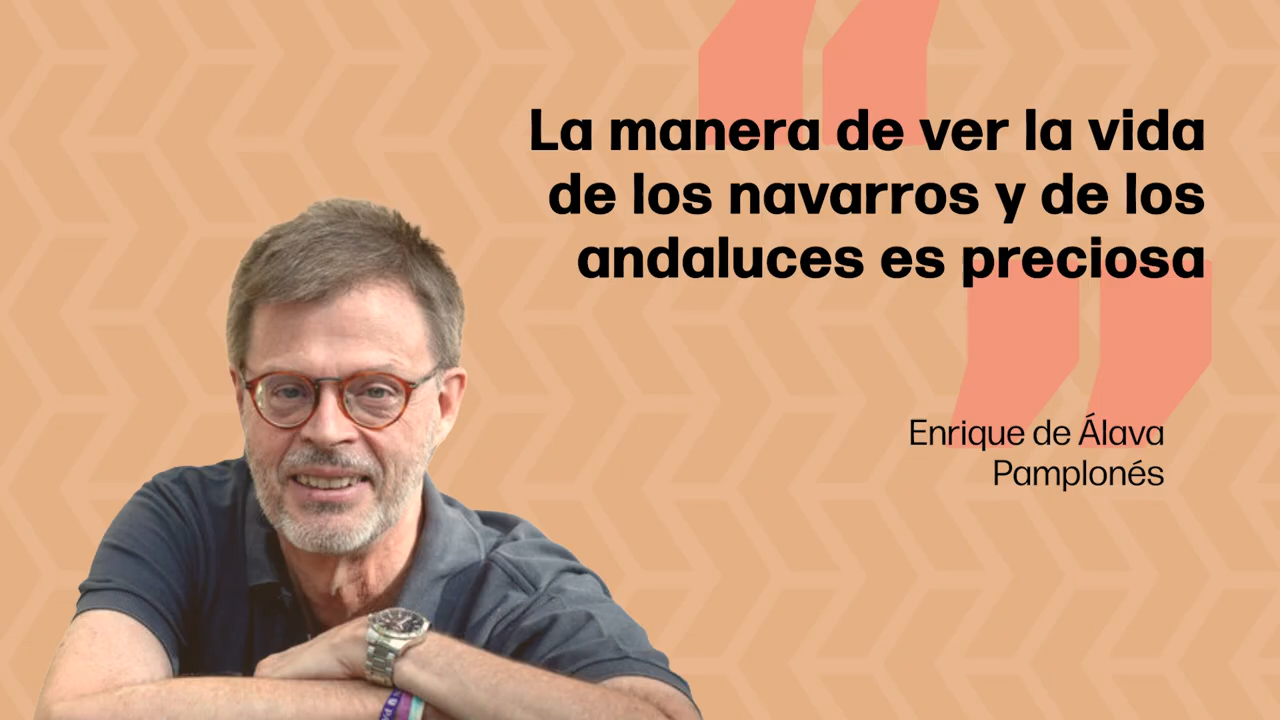 La manera de ver la vida
de los navarros y de los
andaluces es preciosa
Enrique de Álava
Pamplonés